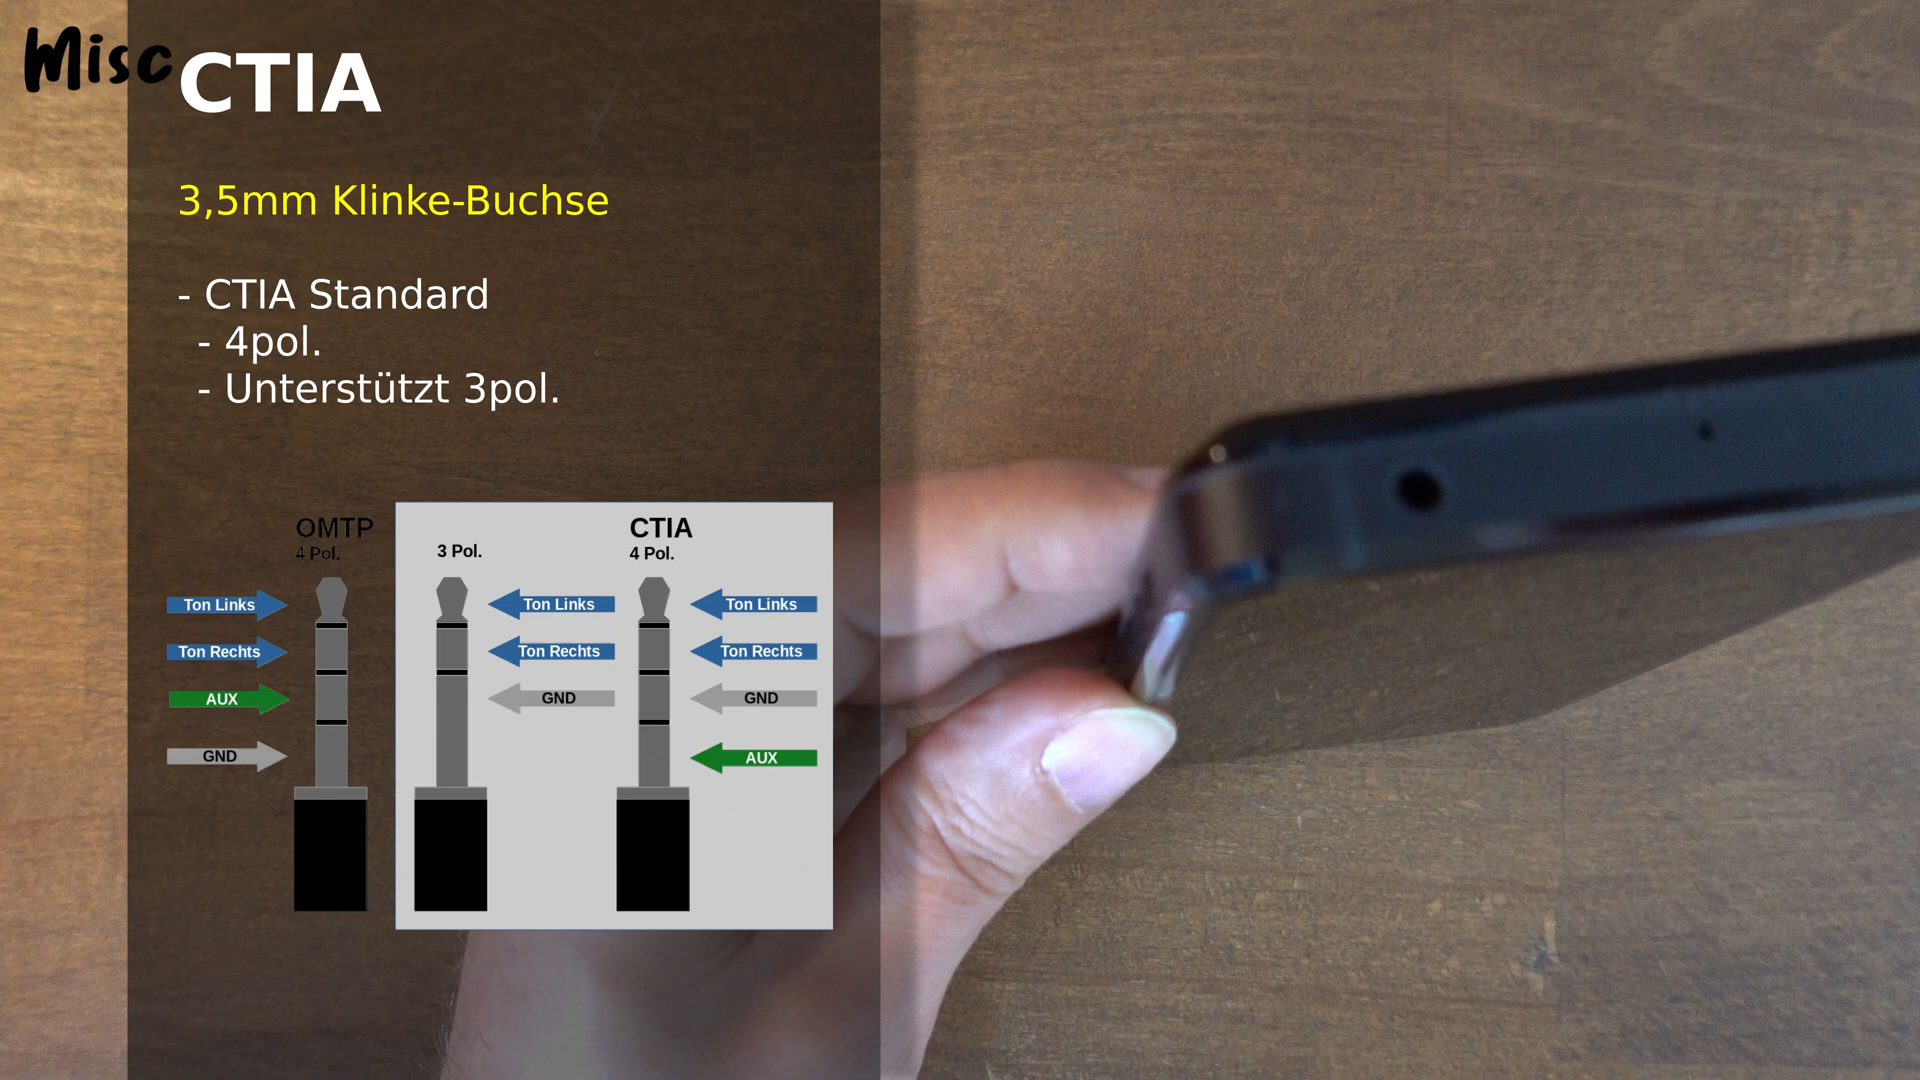 Misc
CTIA
3,5mm Klinke-Buchse
- CTIA Standard
- 4pol.
- Unterstützt 3pol.
OMTP
4 Pol.
Ton Links
Ton Rechts
AUX
GND
3 Pol.
Ton Links
Ton Rechts
GND
CTIA
4 Pol.
Ton Links
Ton Rechts
GND
AUX